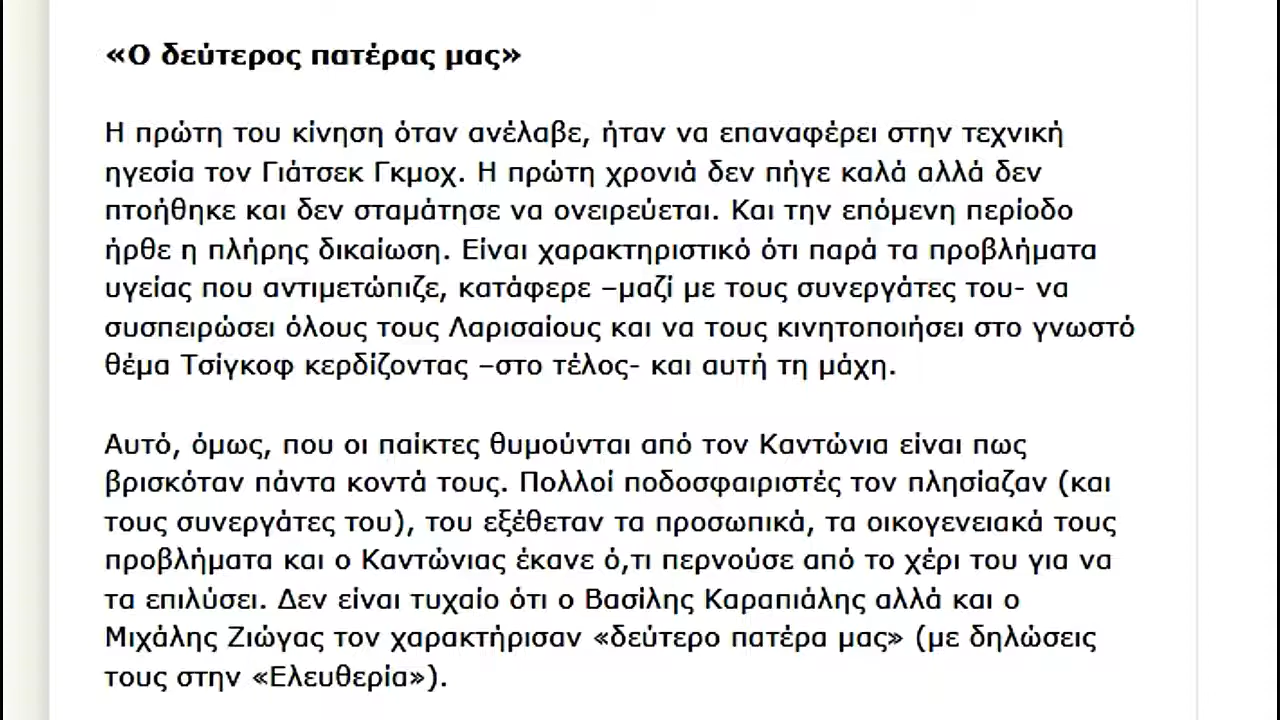 «Ο δεύτερος πατέρας μας»
Η πρώτη του κίνηση όταν ανέλαβε, ήταν να επαναφέρει στην τεχνική
ηγεσία τον Γιάτσεκ Γκμοχ. Η πρώτη χρονιά δεν πήγε καλά αλλά δεν
πτοήθηκε και δεν σταμάτησε να ονειρεύεται. Και την επόμενη περίοδο
ήρθε η πλήρης δικαίωση. Είναι χαρακτηριστικό ότι παρά τα προβλήματα
υγείας που αντιμετώπιζε, κατάφερε –μαζί με τους συνεργάτες του- να
συσπειρώσει όλους τους Λαρισαίους και να τους κινητοποιήσει στο γνωστό
θέμα Τσίγκοφ κερδίζοντας –στο τέλος- και αυτή τη μάχη.
Αυτό, όμως, που οι παίκτες θυμούνται από τον Καντώνια είναι πως
βρισκόταν πάντα κοντά τους. Πολλοί ποδοσφαιριστές τον πλησίαζαν (και
τους συνεργάτες του), του εξέθεταν τα προσωπικά, τα οικογενειακά τους
προβλήματα και ο Καντώνιας έκανε ό,τι περνούσε από το χέρι του για να
τα επιλύσει. Δεν είναι τυχαίο ότι ο Βασίλης Καραπιάλης αλλά και ο
Μιχάλης Ζιώγας τον χαρακτήρισαν «δεύτερο πατέρα μας» (με δηλώσεις
τους στην «Ελευθερία»).